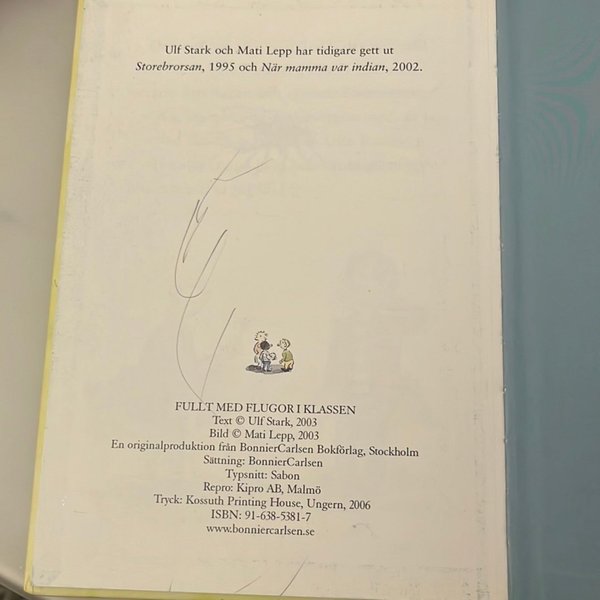 Ulf Stark och Mati Lepp har tidigare gett ut
Storebrorsan, 1995 och När mamma var indian, 2002.
FULLT MED FLUGOR I KLASSEN
Text © Ulf Stark, 2003
Bild © Mati Lepp, 2003
En originalproduktion från BonnierCarlsen Bokförlag, Stockholm
Sättning: BonnierCarlsen
Typsnitt: Sabon
Repro: Kipro AB, Malmö
Tryck: Kossuth Printing House, Ungern, 2006
ISBN: 91-638-5381-7
www.bonniercarlsen.se